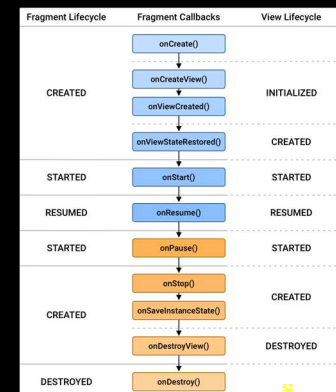 Fragment Lifecycle Fragment Callbacks View Lifecycle
onCreate()
onCreateView()
CREATED INITIALIZED
onViewCreated()
onViewStateRestored() CREATED
STARTED onStart() STARTED
RESUMED onResume() RESUMED
STARTED onPause() STARTED
onStop()
CREATED
onSaveInstanceState()
CREATED
onDestroyView() DESTROYED
DESTROYED onDestroy()
52